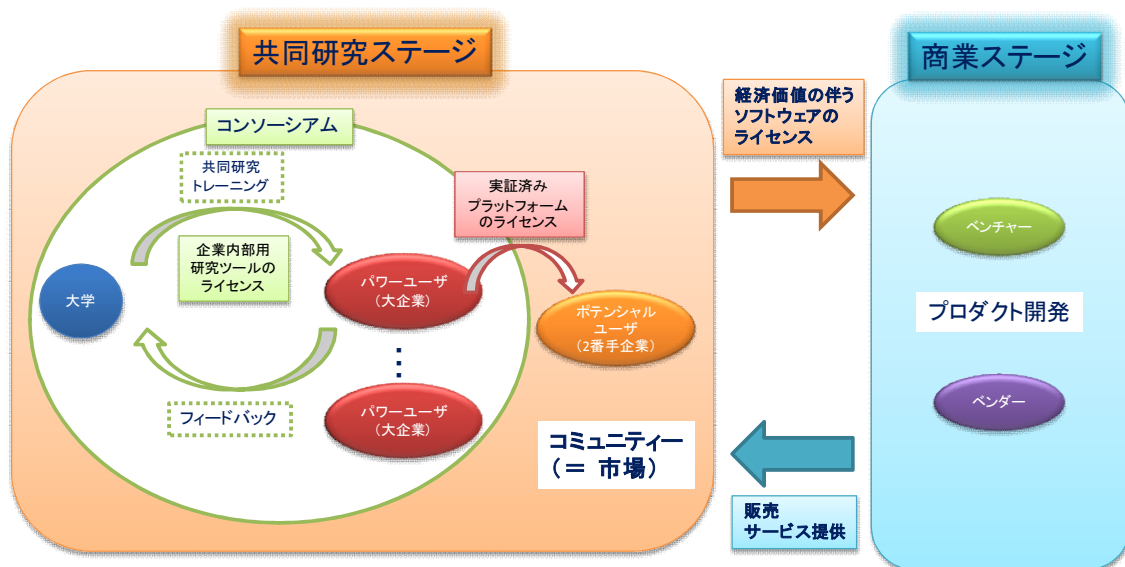 共同研究ステージ
商業ステージ
コンソーシアム
共同研究
トレーニング
企業内部用
研究ツールの
ライセンス
大学
パワーユーザ
(大企業)
フィードバック
パワーユーザ
(大企業)
実証済み
プラットフォーム
のライセンス
ポテンシャル
ユーザ
(2番手企業)
コミュニティー
(= 市場)
経済価値の伴う
ソフトウェアの
ライセンス
販売
サービス提供
ベンチャー
プロダクト開発
ベンダー